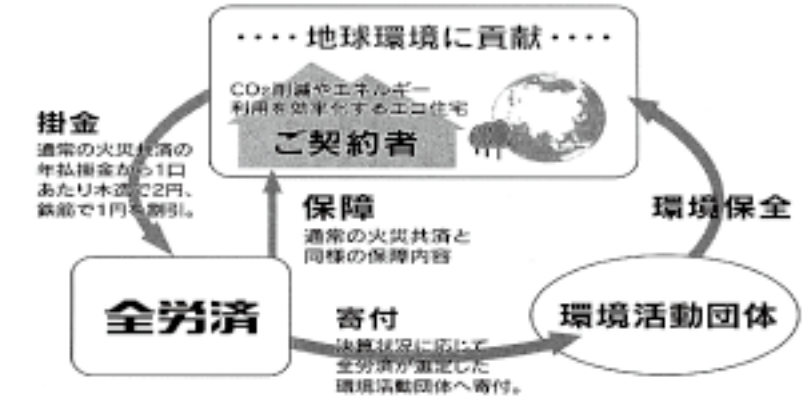 ････地球環境に貢献････
CO₂削減やエネルギー
利用を効率化するエコ住宅
ご契約者
掛金
通常の火災共済の
年払掛金から1口
あたり木造で2円、
鉄筋で1円を割引。
保障
通常の火災共済と
同様の保障内容
環境保全
全労済
寄付
決算状況に応じて
全労済が選定した
環境活動団体へ寄付。
環境活動団体